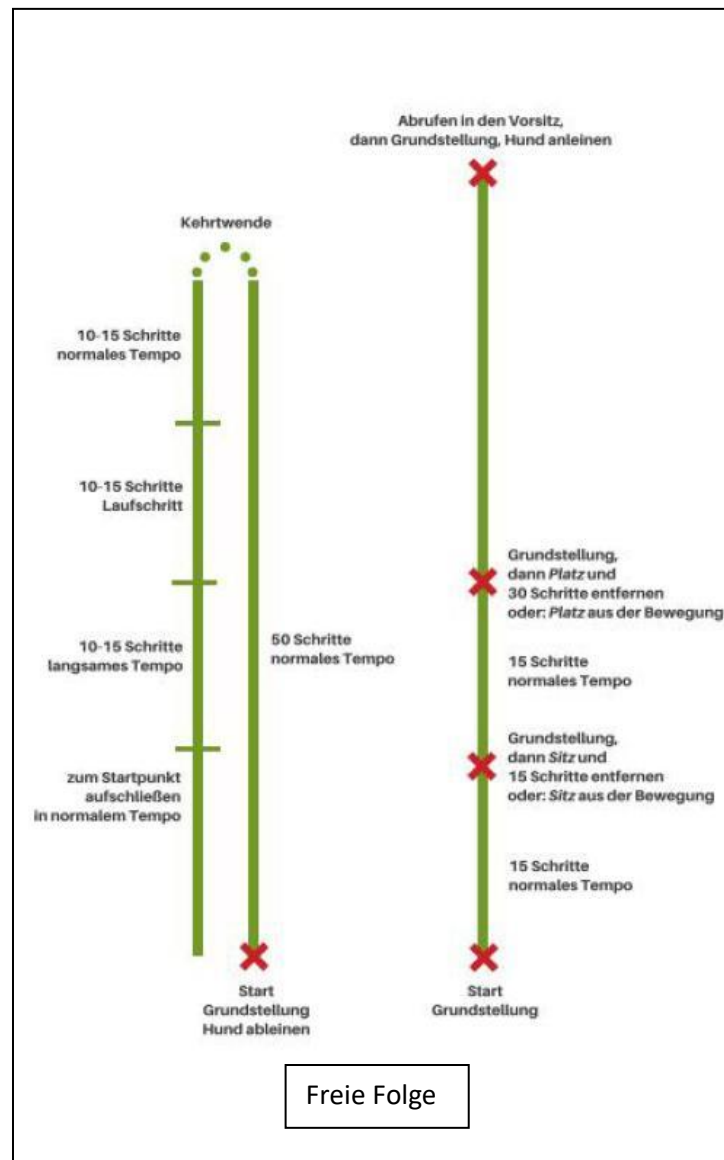 Abrufen in den Vorsitz,
dann Grundstellung, Hund anleinen
Kehrtwende
10-15 Schritte
normales Tempo
10-15 Schritte
Laufschritt
10-15 Schritte
langsames Tempo
zum Startpunkt
aufschließen
in normalem Tempo
50 Schritte
normales Tempo
Start
Grundstellung
Hund ableinen
Grundstellung,
dann Platz und
30 Schritte entfernen
oder: Platz aus der Bewegung
15 Schritte
normales Tempo
Grundstellung,
dann Sitz und
15 Schritte entfernen
oder: Sitz aus der Bewegung
15 Schritte
normales Tempo
Start
Grundstellung
Freie Folge